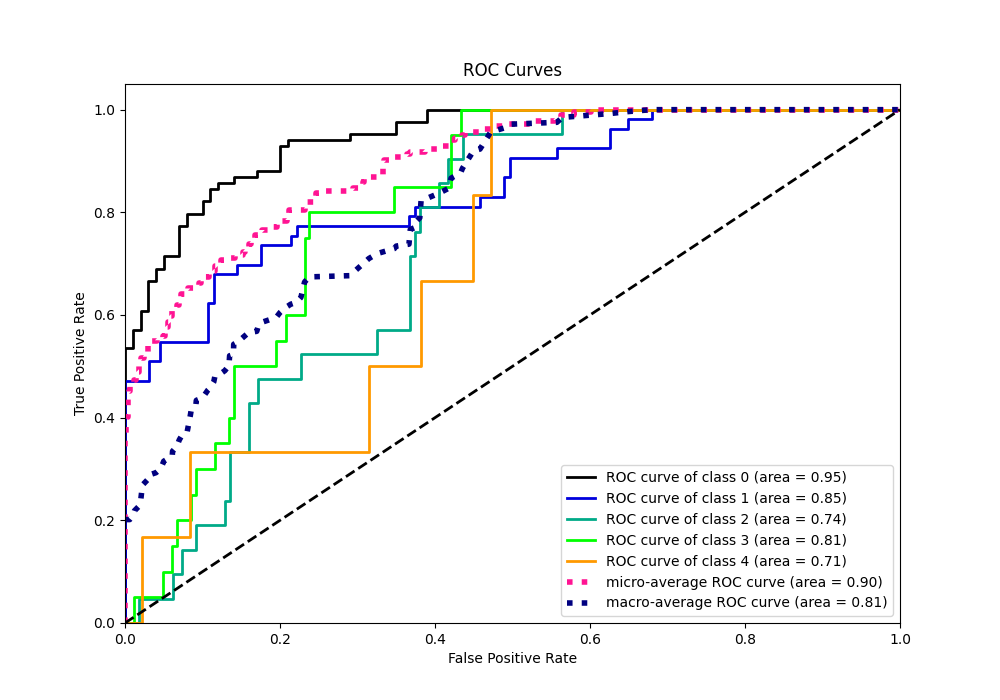 ROC Curves
1.0
0.8
0.6
0.4
0.2
0.0
True Positive Rate
0.0 0.2 0.4 0.6 0.8 1.0
False Positive Rate
ROC curve of class 0 (area = 0.95)
ROC curve of class 1 (area = 0.85)
ROC curve of class 2 (area = 0.74)
ROC curve of class 3 (area = 0.81)
ROC curve of class 4 (area = 0.71)
micro-average ROC curve (area = 0.90)
macro-average ROC curve (area = 0.81)